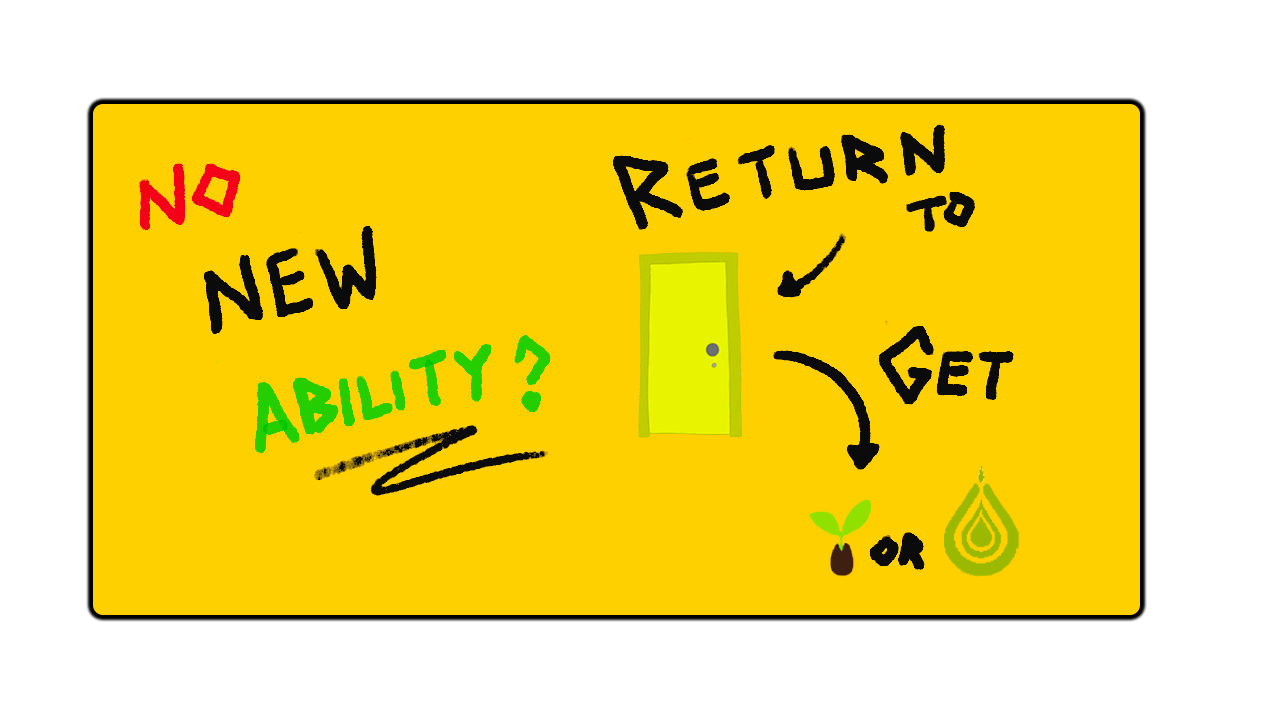 NO
NEW
ABILITY?
RETURN
TO
GET
OR